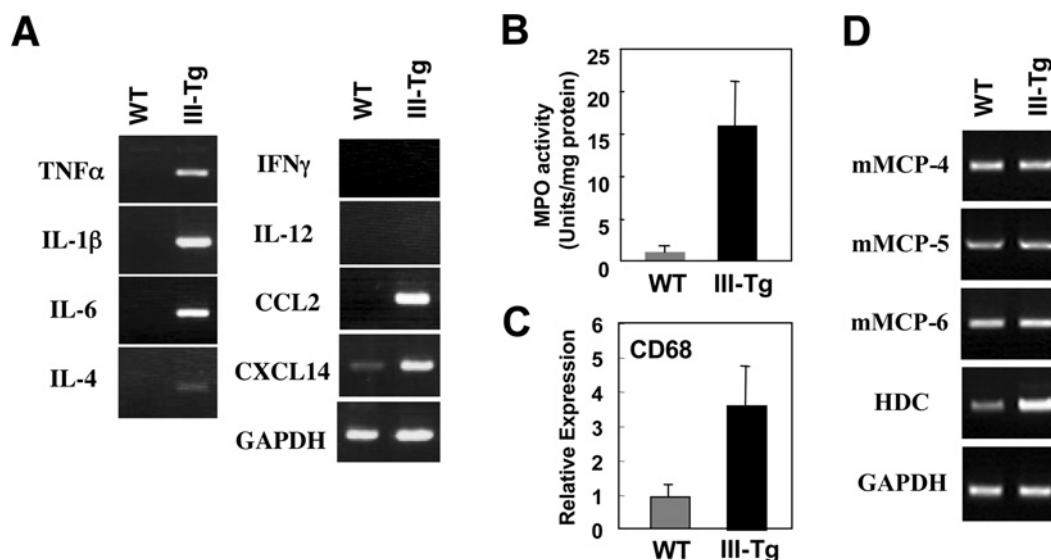 A
WT
III-Tg
TNFα
IL-1β
IL-6
IL-4
WT
III-Tg
IFNγ
IL-12
CCL2
CXCL14
GAPDH
B
MPO activity
(Units/mg protein)
25
20
15
10
5
0
WT
III-Tg
C
CD68
Relative Expression
6
5
4
3
2
1
0
WT
III-Tg
D
WT
III-Tg
mMCP-4
mMCP-5
mMCP-6
HDC
GAPDH